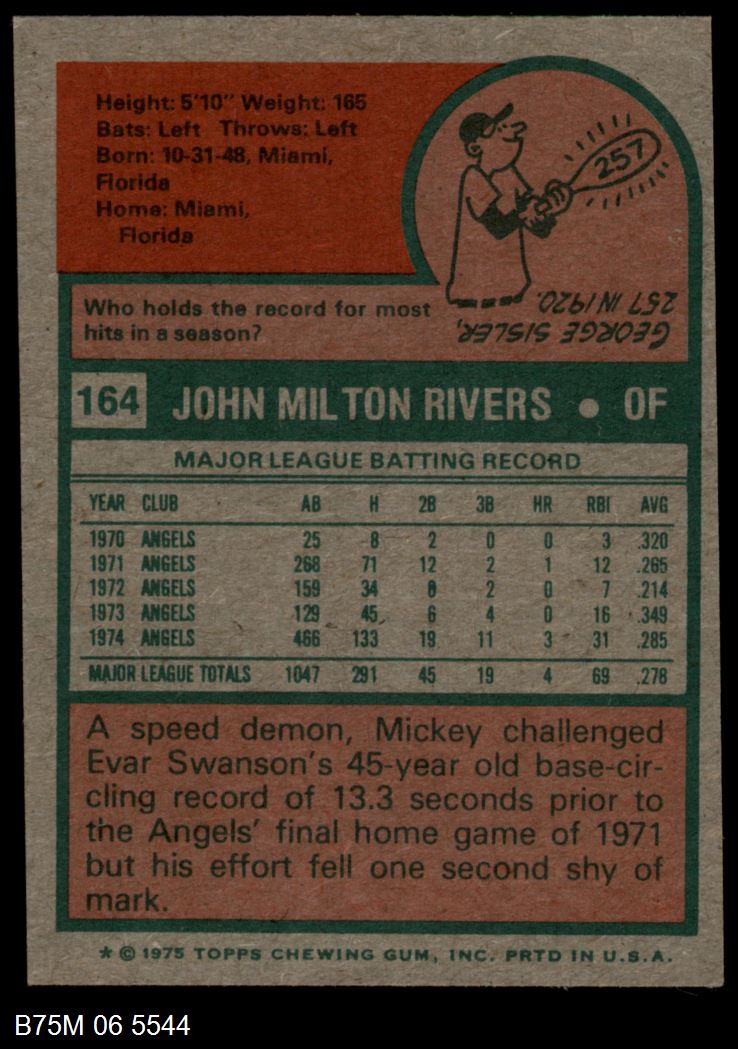 Height: 5'10" Weight: 165
Bats: Left Throws: Left
Born: 10-31-48, Miami,
Florida
Home: Miami,
Florida
257
Who holds the record for most
hits in a season?
GEORGE SISLER,
257 IN 1920.
164 JOHN MILTON RIVERS • OF
MAJOR LEAGUE BATTING RECORD
YEAR CLUB AB H 2B 3B HR RBI AVG
1970 ANGELS 25 8 2 0 0 3 .320
1971 ANGELS 268 71 12 2 1 12 .265
1972 ANGELS 159 34 6 2 0 7 .214
1973 ANGELS 129 45 6 4 0 16 .349
1974 ANGELS 466 133 19 11 3 31 .285
MAJOR LEAGUE TOTALS 1047 291 45 19 4 69 .278
A speed demon, Mickey challenged
Evar Swanson's 45-year old base-cir-
cling record of 13.3 seconds prior to
the Angels' final home game of 1971
but his effort fell one second shy of
mark.
* © 1975 TOPPS CHEWING GUM, INC. PRTD IN U.S.A.
B75M 06 5544